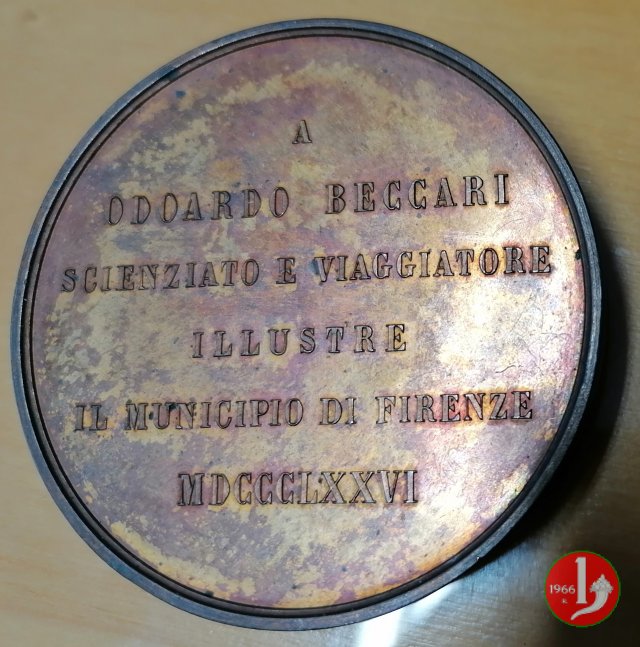 A
ODOARDO BECCARI
SCIENZIATO E VIAGGIATORE
ILLUSTRE
IL MUNICIPIO DI FIRENZE
MDCCCLXXVI
1966